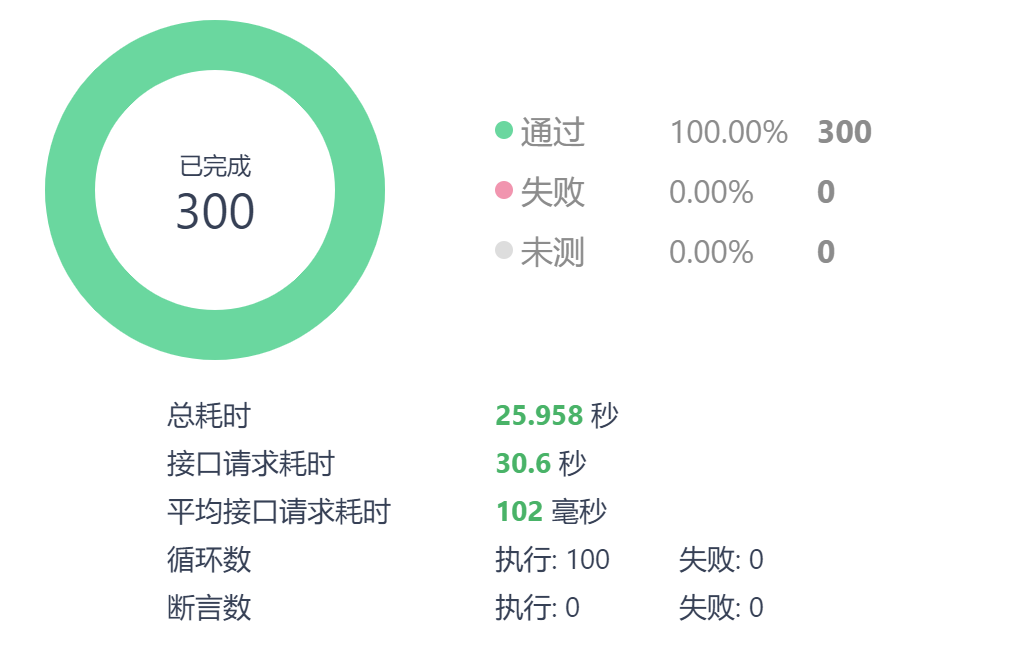 已完成
300
通过 100.00% 300
失败 0.00% 0
未测 0.00% 0
总耗时 25.958 秒
接口请求耗时 30.6 秒
平均接口请求耗时 102 毫秒
循环数 执行: 100 失败: 0
断言数 执行: 0 失败: 0